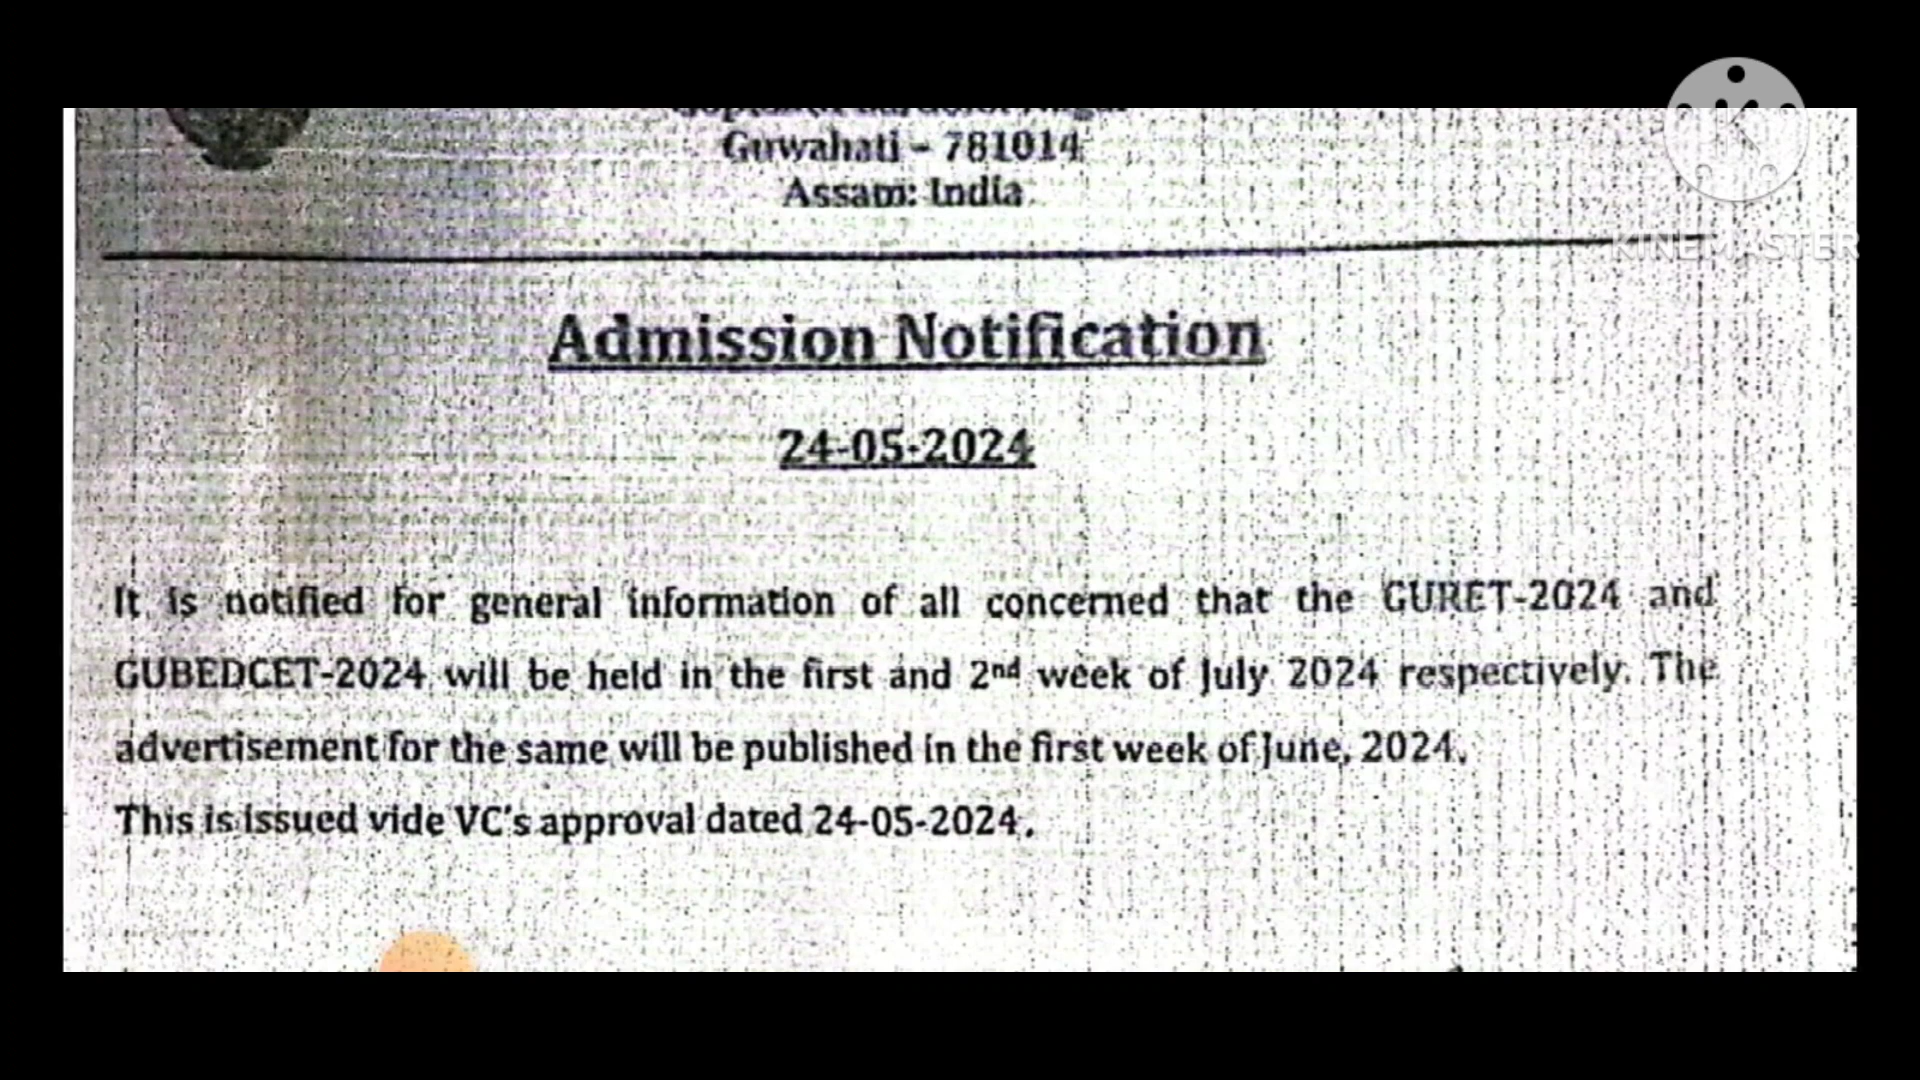 Guwahati - 781014
Assam: India
KINEMASTER
Admission Notification
24-05-2024
It is notified for general information of all concerned that the GURET-2024 and
GUBEDCET-2024 will be held in the first and 2nd week of July 2024 respectively. The
advertisement for the same will be published in the first week of June, 2024.
This is issued vide VC's approval dated 24-05-2024.